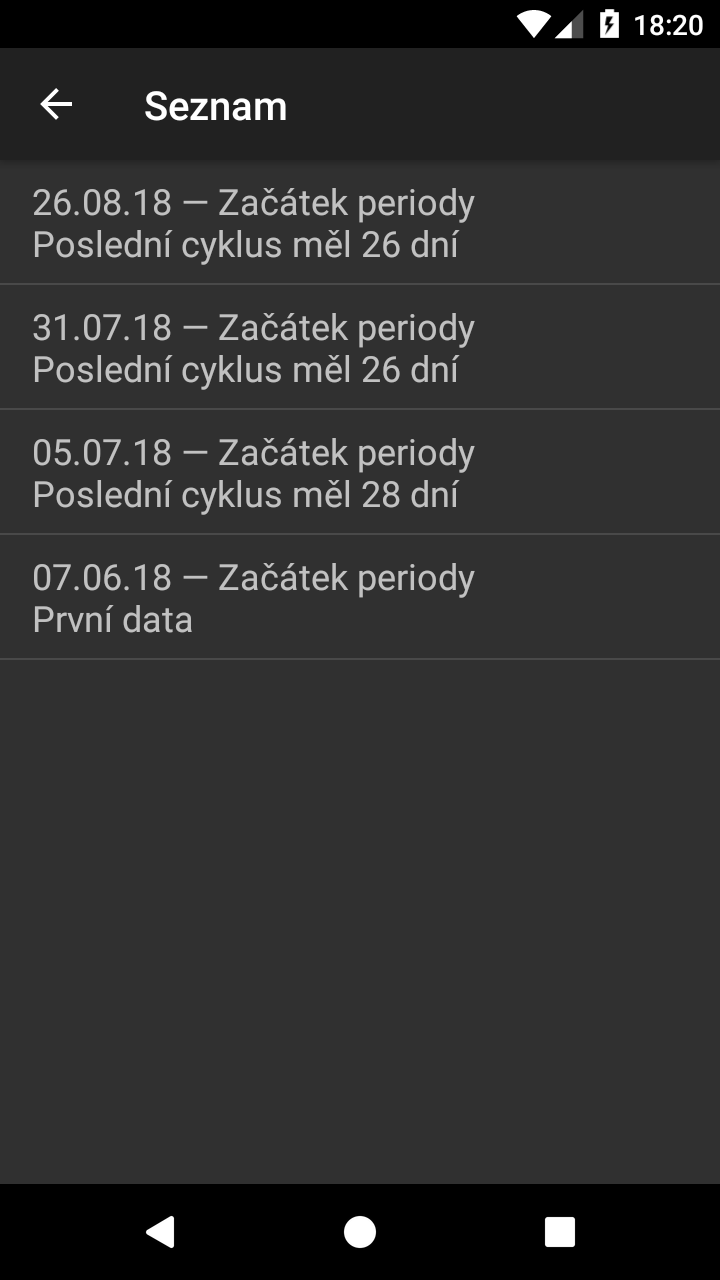 18:20
Seznam
26.08.18 — Začátek periody
Poslední cyklus měl 26 dní
31.07.18 — Začátek periody
Poslední cyklus měl 26 dní
05.07.18 — Začátek periody
Poslední cyklus měl 28 dní
07.06.18 — Začátek periody
První data